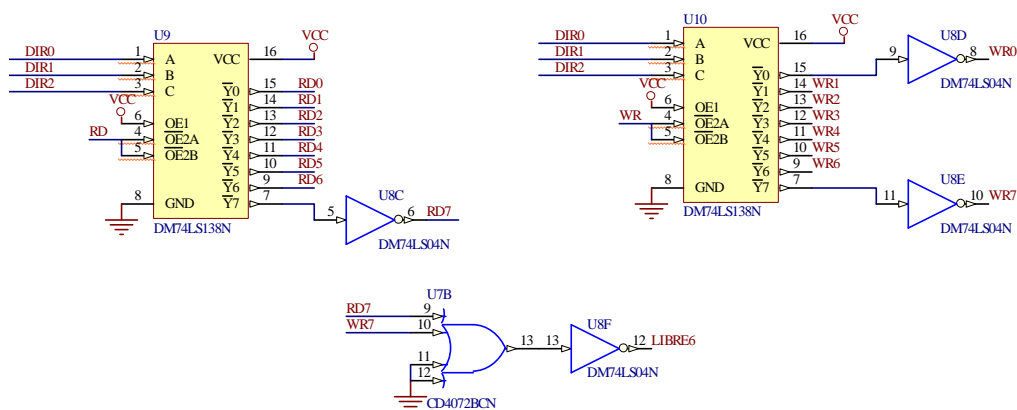 U9
VCC
DIR0 1 A VCC 16
DIR1 2 B
DIR2 3 C Y0 15 RD0
VCC Y1 14 RD1
6 OE1 Y2 13 RD2
RD 4 OE2A Y3 12 RD3
5 OE2B Y4 11 RD4
Y5 10 RD5
Y6 9 RD6
8 GND Y7 7
DM74LS138N
U8C
5 6 RD7
DM74LS04N
U10
VCC
DIR0 1 A VCC 16
DIR1 2 B
DIR2 3 C Y0 15
VCC Y1 14 WR1
6 OE1 Y2 13 WR2
WR 4 OE2A Y3 12 WR3
5 OE2B Y4 11 WR4
Y5 10 WR5
Y6 9 WR6
8 GND Y7 7
DM74LS138N
U8D
9 8 WR0
DM74LS04N
U8E
11 10 WR7
DM74LS04N
U7B
RD7 9
WR7 10
11
12
13
CD4072BCN
U8F
13 12 LIBRE6
DM74LS04N